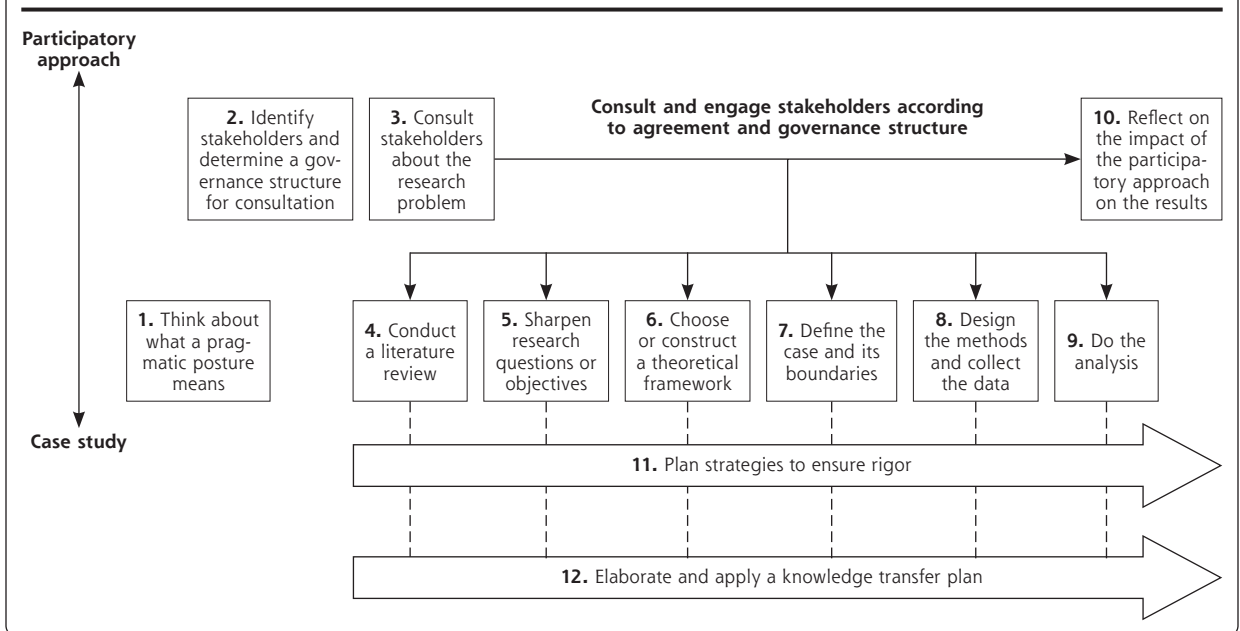 Participatory
approach
2. Identify
stakeholders and
determine a gov-
ernance structure
for consultation
3. Consult
stakeholders
about the
research
problem
Consult and engage stakeholders according
to agreement and governance structure
10. Reflect on
the impact of
the participa-
tory approach
on the results
1. Think about
what a prag-
matic posture
means
4. Conduct
a literature
review
5. Sharpen
research
questions or
objectives
6. Choose
or construct
a theoretical
framework
7. Define the
case and its
boundaries
8. Design
the methods
and collect
the data
9. Do the
analysis
Case study
11. Plan strategies to ensure rigor
12. Elaborate and apply a knowledge transfer plan